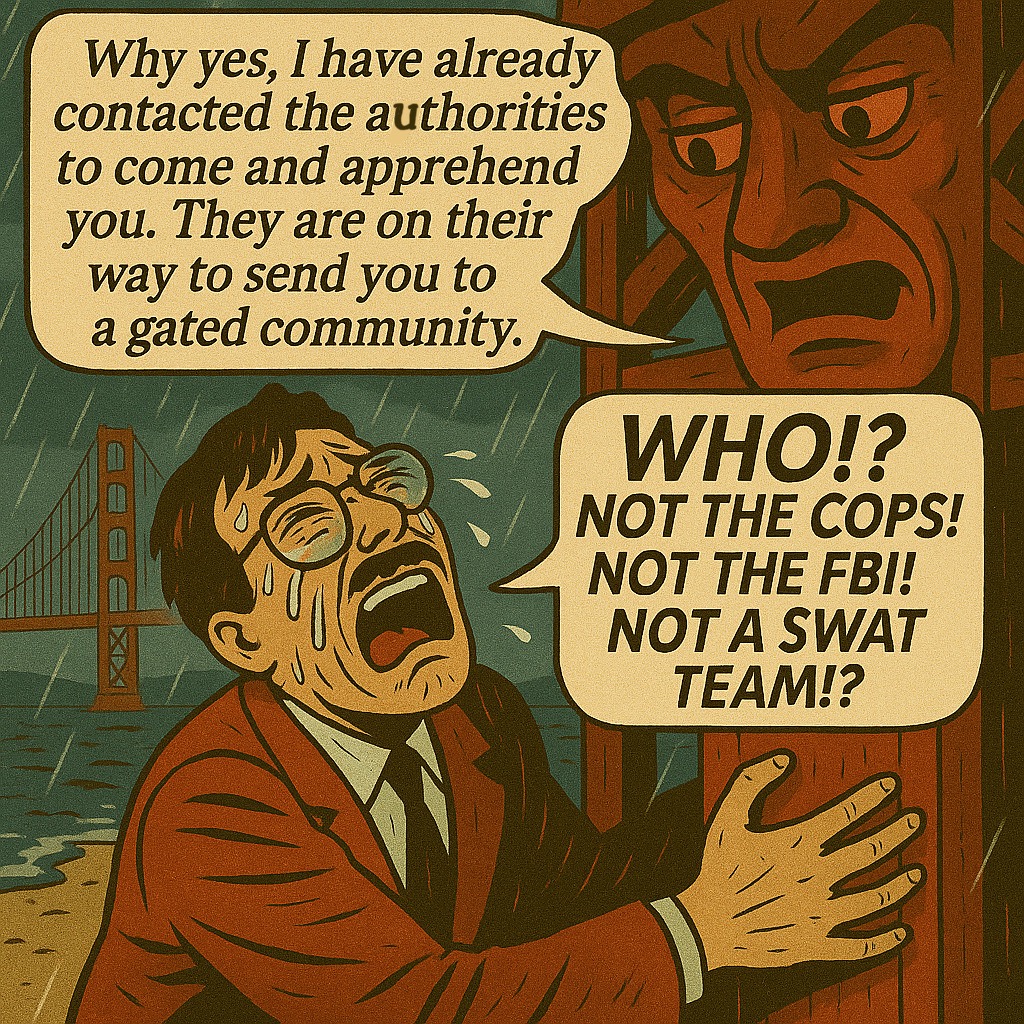 Why yes, I have already
contacted the authorities
to come and apprehend
you. They are on their
way to send you to
a gated community.
WHO!?
NOT THE COPS!
NOT THE FBI!
NOT A SWAT
TEAM!?